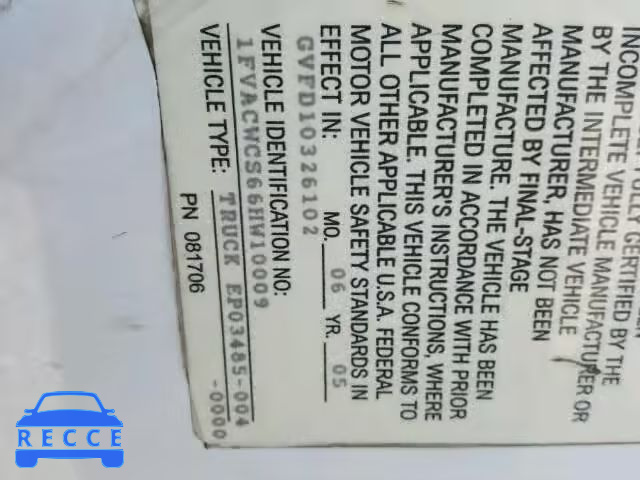 INCOMPLETE VEHICLE
BY THE INTERMEDIATE VEHICLE MANUFACTURER OR
MANUFACTURER, HAS NOT BEEN
AFFECTED BY FINAL-STAGE
MANUFACTURE. THE VEHICLE HAS BEEN
COMPLETED IN ACCORDANCE WITH PRIOR
MANUFACTURER'S INSTRUCTIONS, WHERE
APPLICABLE. THIS VEHICLE CONFORMS TO
ALL OTHER APPLICABLE U.S.A. FEDERAL
MOTOR VEHICLE SAFETY STANDARDS IN
EFFECT IN: MO. 06 YR. 05
GVFD10326102
VEHICLE IDENTIFICATION NO:
1FVACWCS66HW10009
VEHICLE TYPE: TRUCK EP03485-004
-0000
PN 081706
RECCE